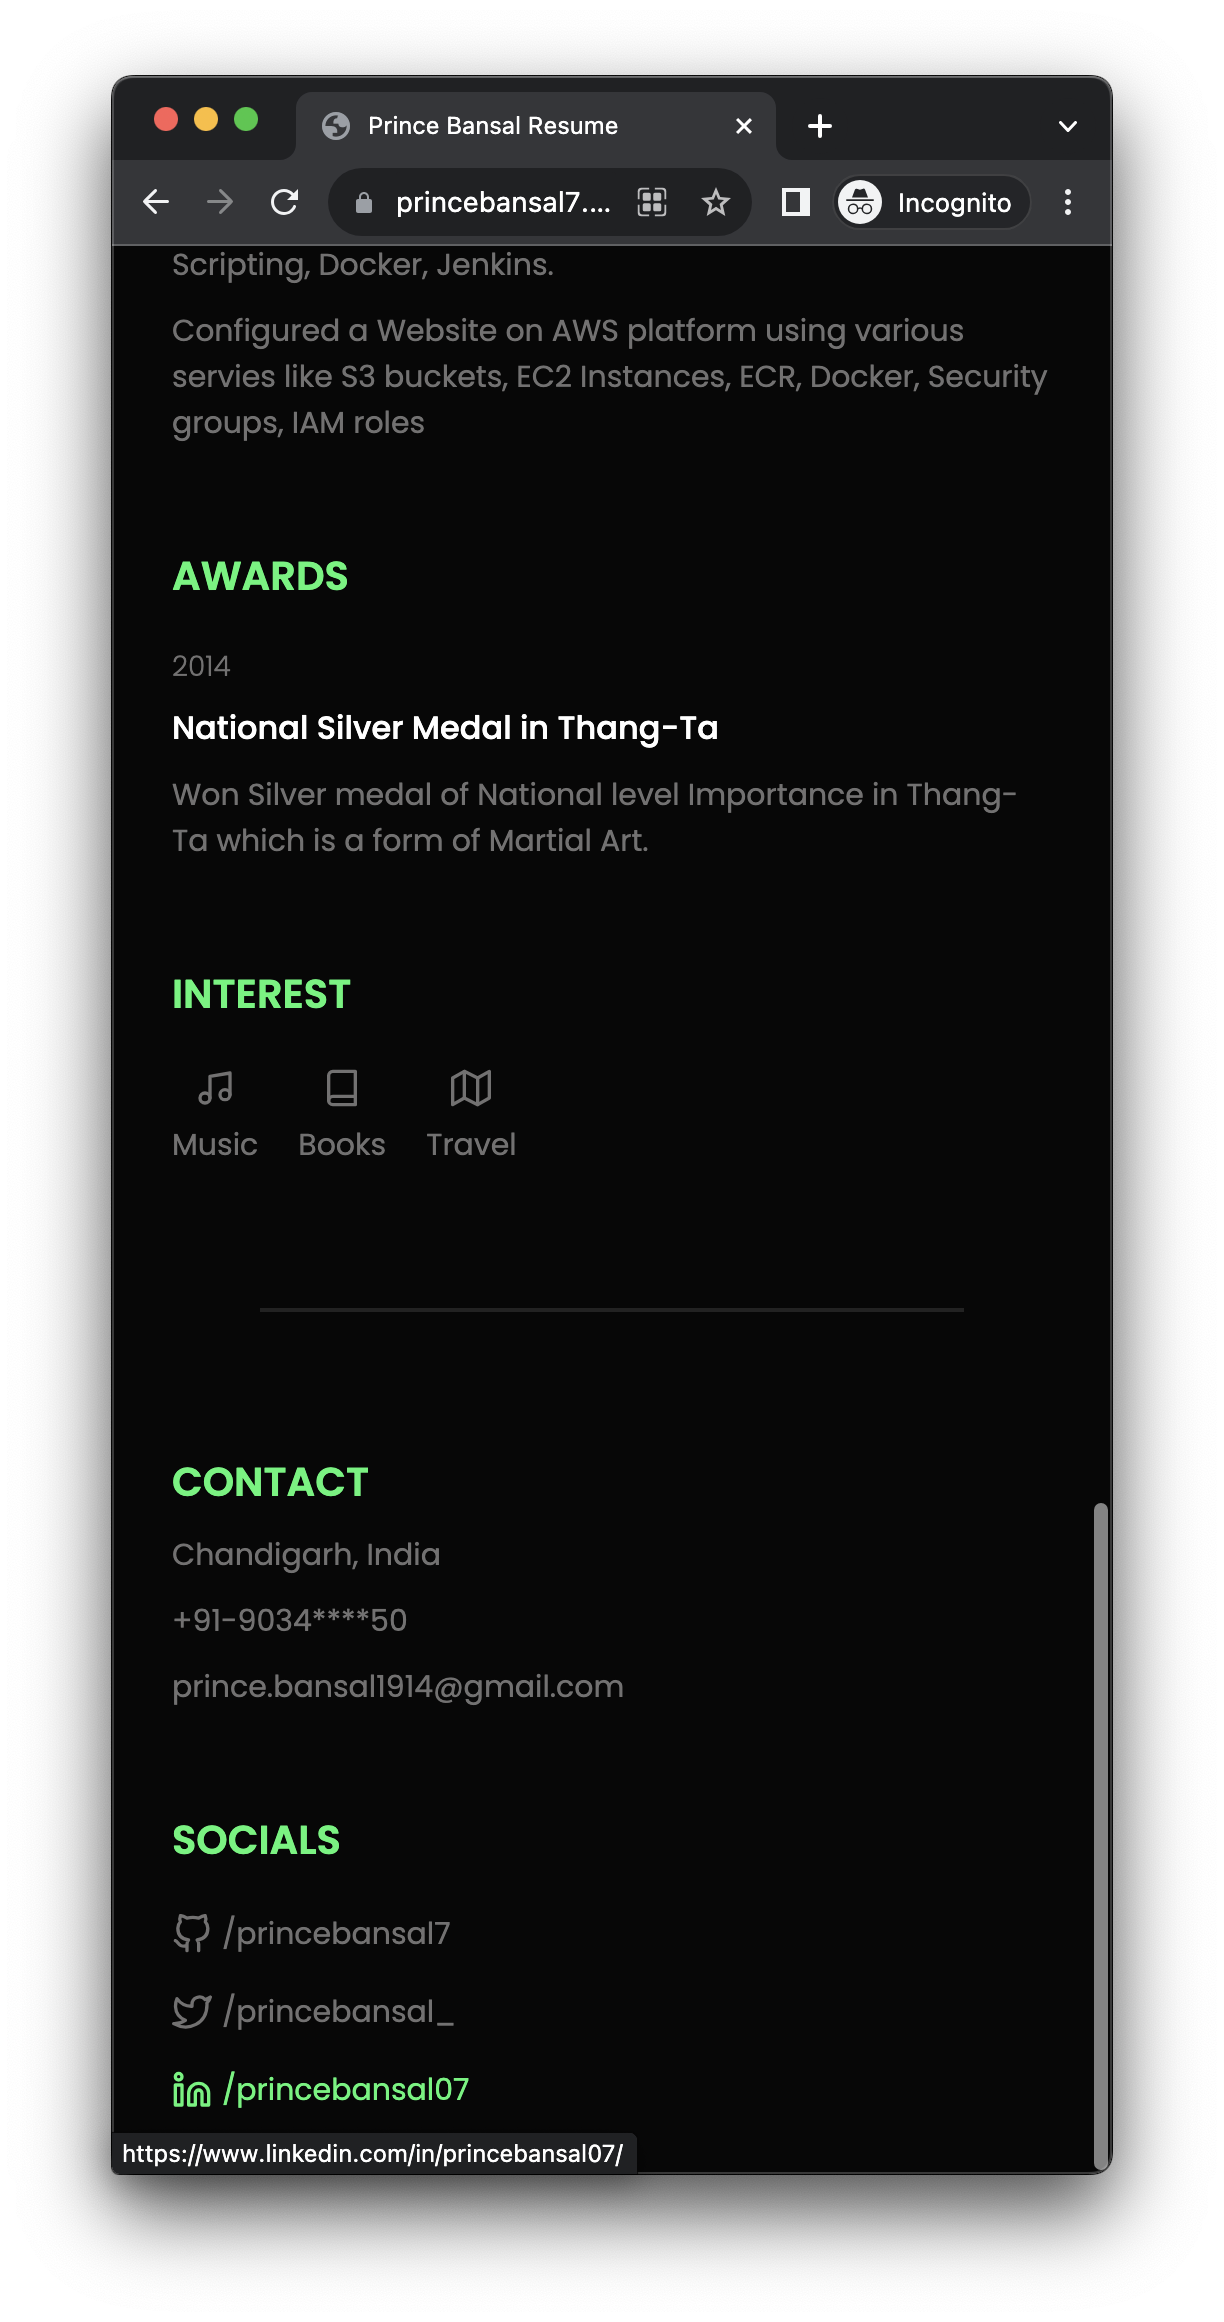 Prince Bansal Resume
princebansal7....
Incognito
Scripting, Docker, Jenkins.
Configured a Website on AWS platform using various
servies like S3 buckets, EC2 Instances, ECR, Docker, Security
groups, IAM roles
AWARDS
2014
National Silver Medal in Thang-Ta
Won Silver medal of National level Importance in Thang-
Ta which is a form of Martial Art.
INTEREST
Music Books Travel
CONTACT
Chandigarh, India
+91-9034****50
prince.bansal1914@gmail.com
SOCIALS
/princebansal7
/princebansal_
/princebansal07
https://www.linkedin.com/in/princebansal07/